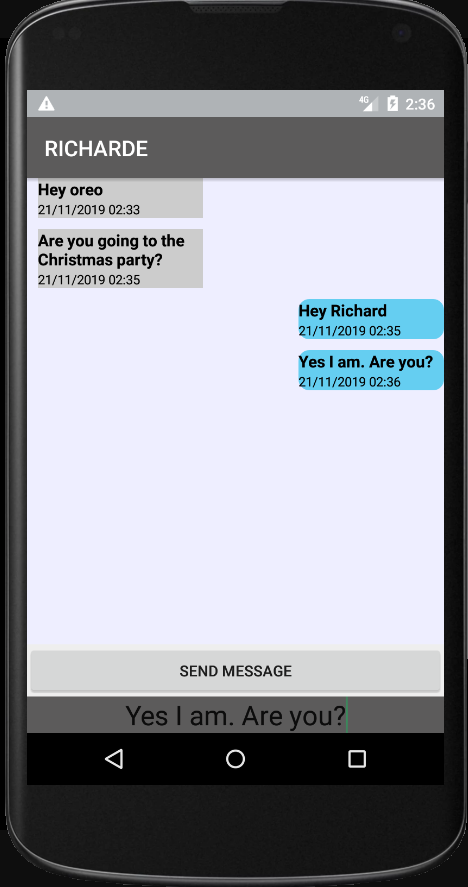 4G 2:36
RICHARDE
Hey oreo
21/11/2019 02:33
Are you going to the
Christmas party?
21/11/2019 02:35
Hey Richard
21/11/2019 02:35
Yes I am. Are you?
21/11/2019 02:36
SEND MESSAGE
Yes I am. Are you?